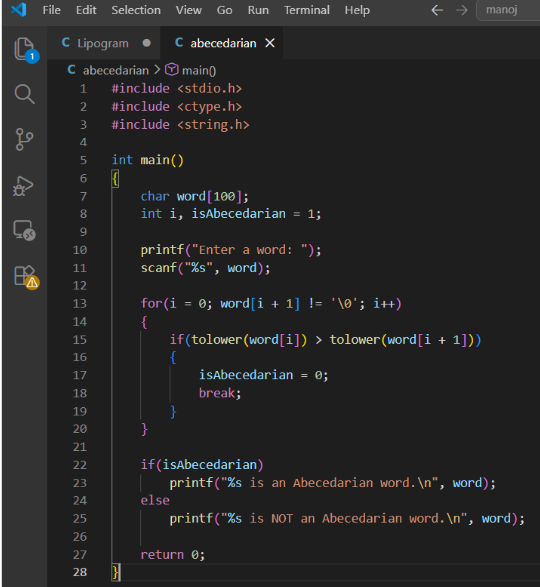 File Edit Selection View Go Run Terminal Help ← → manoj
C Lipogram ● C abecedarian ×
C abecedarian > main()
1
1 #include <stdio.h>
2 #include <ctype.h>
3 #include <string.h>
4
5 int main()
6 {
7     char word[100];
8     int i, isAbecedarian = 1;
9
10     printf("Enter a word: ");
11     scanf("%s", word);
12
13     for(i = 0; word[i + 1] != '\0'; i++)
14     {
15         if(tolower(word[i]) > tolower(word[i + 1]))
16         {
17             isAbecedarian = 0;
18             break;
19         }
20     }
21
22     if(isAbecedarian)
23         printf("%s is an Abecedarian word.\n", word);
24     else
25         printf("%s is NOT an Abecedarian word.\n", word);
26
27     return 0;
28 }